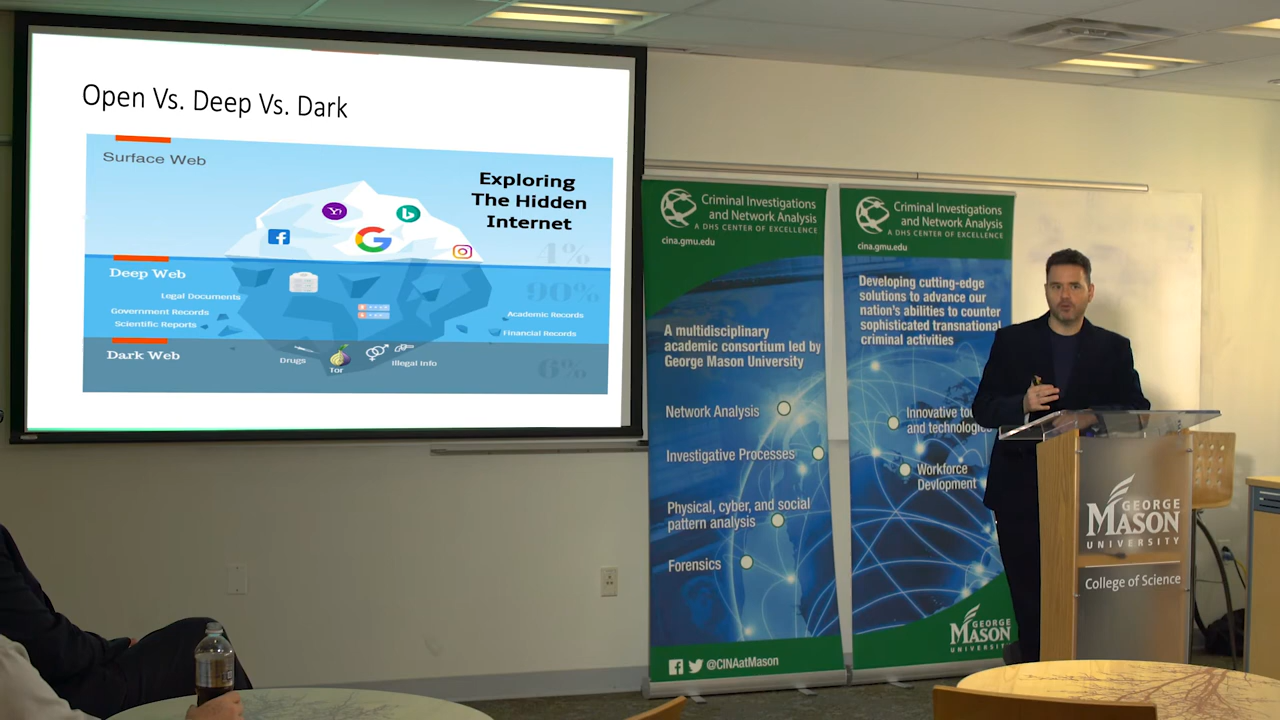 Open Vs. Deep Vs. Dark
Surface Web
Exploring
The Hidden
Internet
4%
Deep Web
90%
Legal Documents
Government Records
Scientific Reports
Academic Records
Financial Records
Dark Web
Drugs
Tor
Illegal Info
6%
Criminal Investigations
and Network Analysis
A DHS CENTER OF EXCELLENCE
cina.gmu.edu
A multidisciplinary
academic consortium led by
George Mason University
Network Analysis
Investigative Processes
Physical, cyber, and social
pattern analysis
Forensics
@CINAatMason
Criminal Investigations
and Network Analysis
A DHS CENTER OF EXCELLENCE
cina.gmu.edu
Developing cutting-edge
solutions to advance our
nation's abilities to counter
sophisticated transnational
criminal activities
Innovative
and
Workforce
Devlopment
GEORGE
MASON
UNIVERSITY
GEORGE
MASON
UNIVERSITY
College of Science